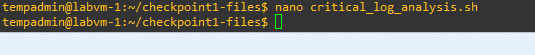 tempadmin@labvm-1:~/checkpoint1-files$ nano critical_log_analysis.sh
tempadmin@labvm-1:~/checkpoint1-files$